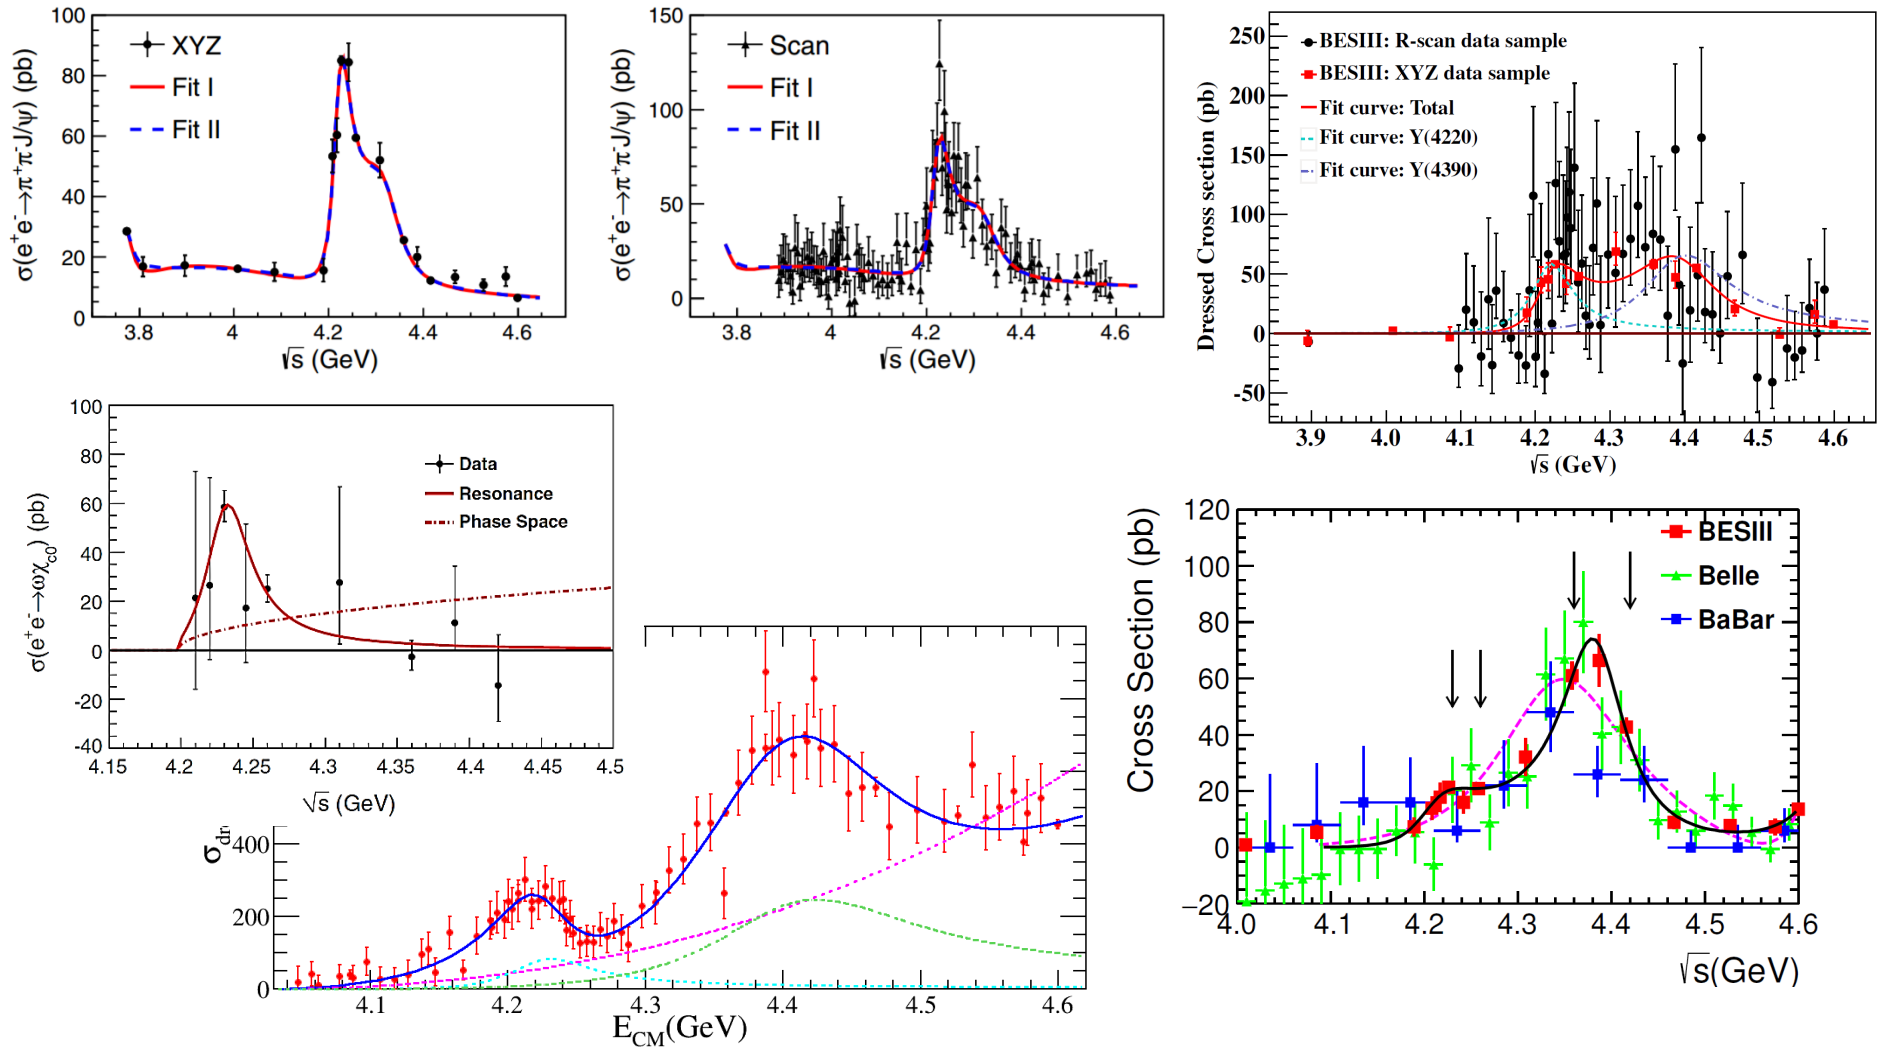 σ(e⁺e⁻→π⁺π⁻J/ψ) (pb)
100
80
60
40
20
0
XYZ
Fit I
Fit II
3.8
4
4.2
4.4
4.6
√s (GeV)
σ(e⁺e⁻→π⁺π⁻J/ψ) (pb)
150
100
50
0
Scan
Fit I
Fit II
3.8
4
4.2
4.4
4.6
√s (GeV)
Dressed Cross section (pb)
250
200
150
100
50
0
-50
BESIII: R-scan data sample
BESIII: XYZ data sample
Fit curve: Total
Fit curve: Y(4220)
Fit curve: Y(4390)
3.9
4.0
4.1
4.2
4.3
4.4
4.5
4.6
√s (GeV)
σ(e⁺e⁻→ωχc0) (pb)
100
80
60
40
20
0
-20
-40
Data
Resonance
Phase Space
4.15
4.2
4.25
4.3
4.35
4.4
4.45
4.5
√s (GeV)
400
200
0
4.1
4.2
4.3
4.4
4.5
4.6
E_CM(GeV)
Cross Section (pb)
120
100
80
60
40
20
0
−20
BESIII
Belle
BaBar
4.0
4.1
4.2
4.3
4.4
4.5
4.6
√s(GeV)